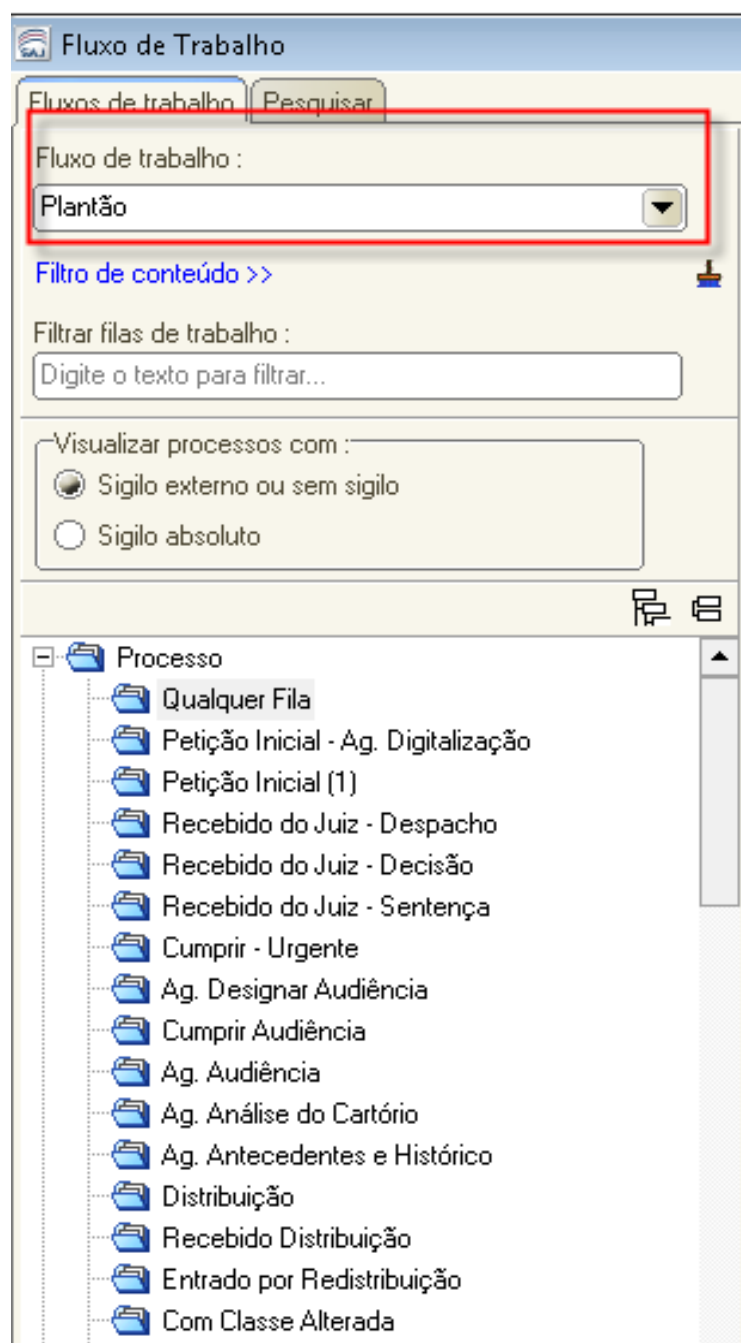 SAJ Fluxo de Trabalho
Fluxos de trabalho Pesquisar
Fluxo de trabalho :
Plantão
Filtro de conteúdo >>
Filtrar filas de trabalho :
Digite o texto para filtrar...
Visualizar processos com :
Sigilo externo ou sem sigilo
Sigilo absoluto
Processo
Qualquer Fila
Petição Inicial - Ag. Digitalização
Petição Inicial (1)
Recebido do Juiz - Despacho
Recebido do Juiz - Decisão
Recebido do Juiz - Sentença
Cumprir - Urgente
Ag. Designar Audiência
Cumprir Audiência
Ag. Audiência
Ag. Análise do Cartório
Ag. Antecedentes e Histórico
Distribuição
Recebido Distribuição
Entrado por Redistribuição
Com Classe Alterada